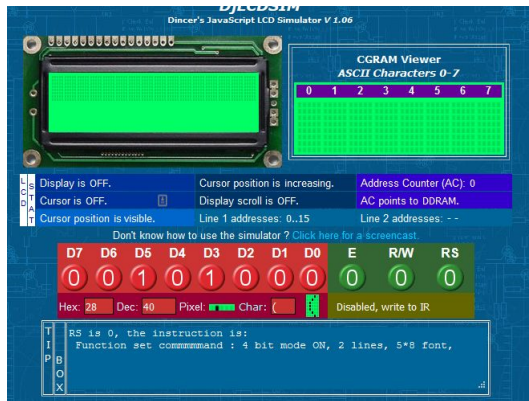 DJLCDSIM
Dincer's JavaScript LCD Simulator V 1.06
CGRAM Viewer
ASCII Characters 0-7
0 1 2 3 4 5 6 7
LCD STAT
Display is OFF. Cursor position is increasing. Address Counter (AC): 0
Cursor is OFF. Display scroll is OFF. AC points to DDRAM.
Cursor position is visible. Line 1 addresses: 0..15 Line 2 addresses: - -
Don't know how to use the simulator ? Click here for a screencast.
D7 D6 D5 D4 D3 D2 D1 D0 E R/W RS
0 0 1 0 1 0 0 0 0 0 0
Hex: 28 Dec: 40 Pixel: Char: ( Disabled, write to IR
TIP BOX
RS is 0, the instruction is:
Function set commmmmand : 4 bit mode ON, 2 lines, 5*8 font,